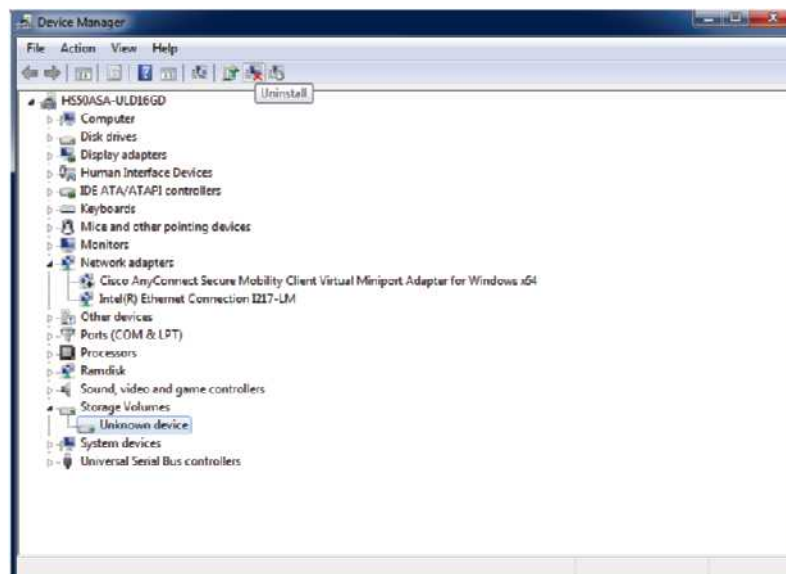 Device Manager
File Action View Help
Uninstall
HS50ASA-ULD16GD
Computer
Disk drives
Display adapters
Human Interface Devices
IDE ATA/ATAPI controllers
Keyboards
Mice and other pointing devices
Monitors
Network adapters
Cisco AnyConnect Secure Mobility Client Virtual Miniport Adapter for Windows x64
Intel(R) Ethernet Connection I217-LM
Other devices
Ports (COM & LPT)
Processors
Ramdisk
Sound, video and game controllers
Storage Volumes
Unknown device
System devices
Universal Serial Bus controllers